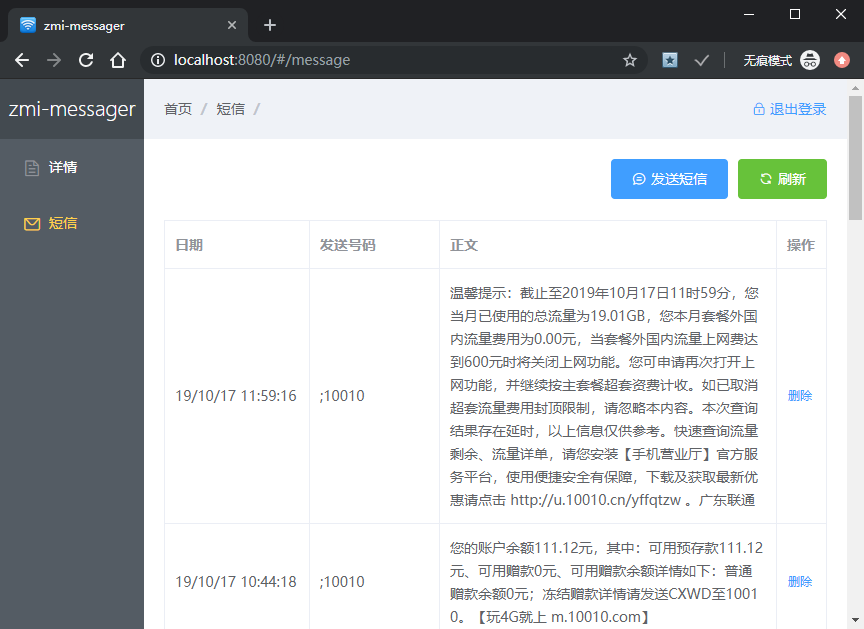 zmi-messager
localhost:8080/#/message
无痕模式
zmi-messager
首页 / 短信 /
退出登录
详情
短信
发送短信
刷新
日期 发送号码 正文 操作
温馨提示：截止至2019年10月17日11时59分，您
当月已使用的总流量为19.01GB，您本月套餐外国
内流量费用为0.00元，当套餐外国内流量上网费达
到600元时将关闭上网功能。您可申请再次打开上
网功能，并继续按主套餐超套资费计收。如已取消
超套流量费用封顶限制，请忽略本内容。本次查询
19/10/17 11:59:16 ;10010 删除
结果存在延时，以上信息仅供参考。快速查询流量
剩余、流量详单，请您安装【手机营业厅】官方服
务平台，使用便捷安全有保障，下载及获取最新优
惠请点击 http://u.10010.cn/yffqtzw 。广东联通
您的账户余额111.12元，其中：可用预存款111.12
元、可用赠款0元、可用赠款余额详情如下：普通
19/10/17 10:44:18 ;10010 删除
赠款余额0元；冻结赠款详情请发送CXWD至1001
0。【玩4G就上 m.10010.com】